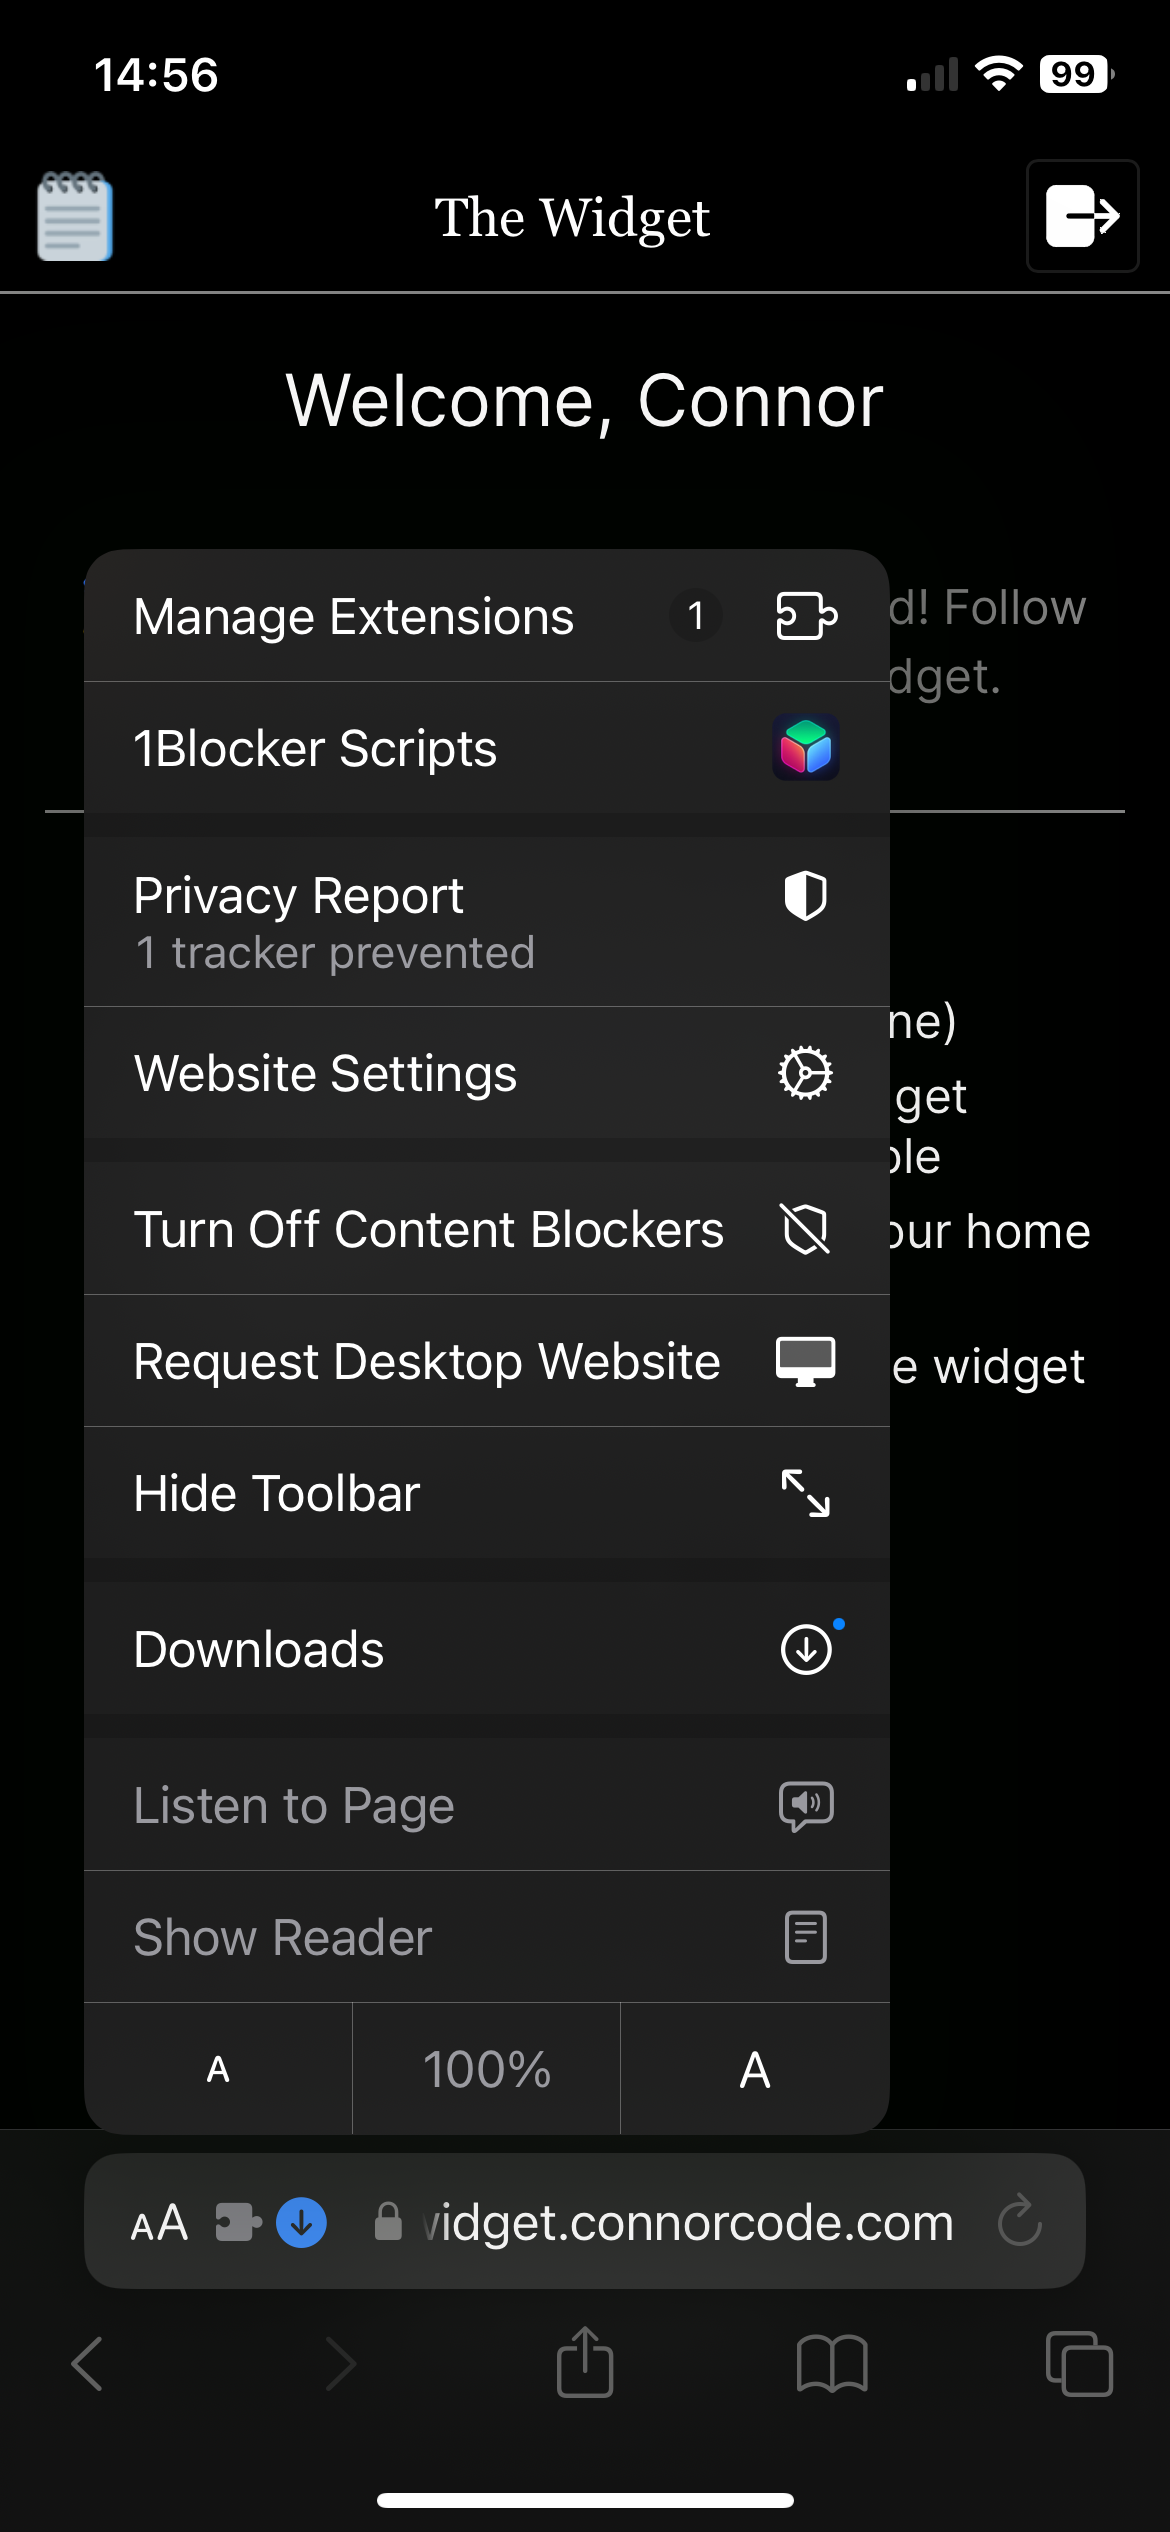 14:56
99
The Widget
Welcome, Connor
d! Follow
dget.
Manage Extensions 1
1Blocker Scripts
Privacy Report
1 tracker prevented
ne)
Website Settings
get
ole
Turn Off Content Blockers
our home
Request Desktop Website
e widget
Hide Toolbar
Downloads
Listen to Page
Show Reader
A 100% A
AA idget.connorcode.com